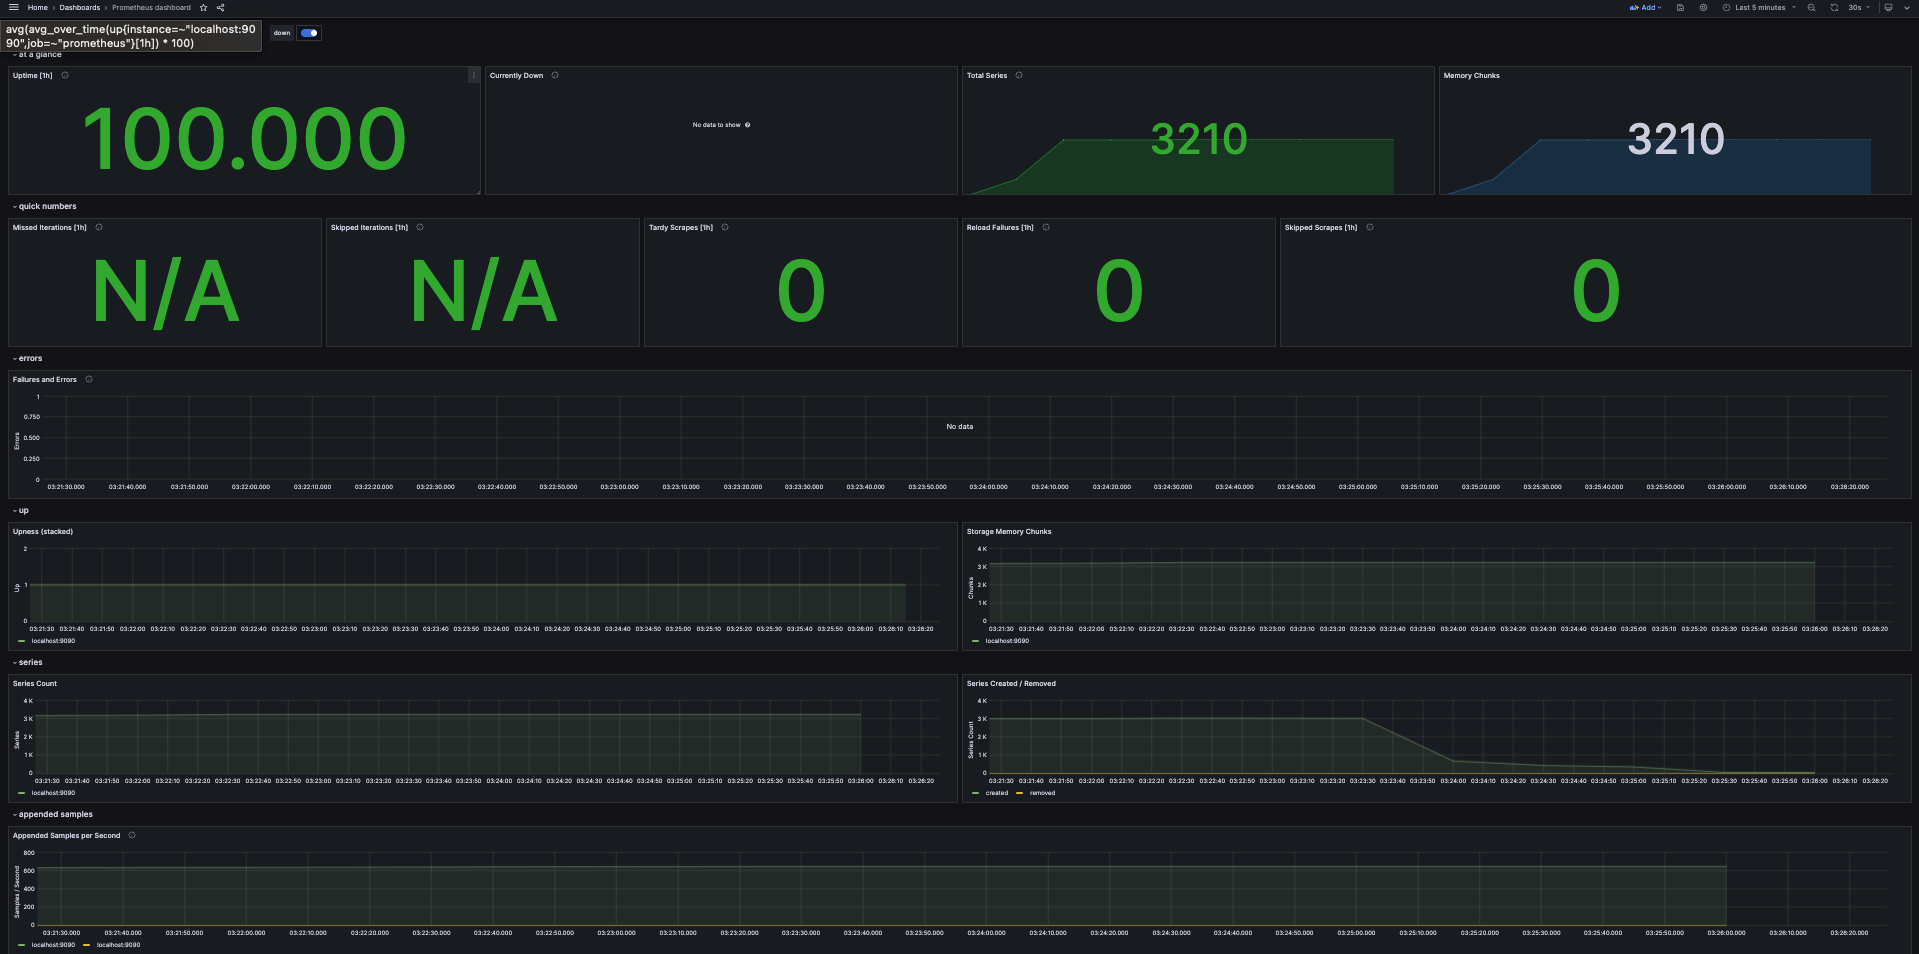 Home › Dashboards › Prometheus dashboard
Add
Last 5 minutes
30s
avg(avg_over_time(up{instance=~"localhost:90
90",job=~"prometheus"}[1h]) * 100)
down
at a glance
Uptime [1h]
100.000
Currently Down
No data to show
Total Series
3210
Memory Chunks
3210
quick numbers
Missed Iterations [1h]
N/A
Skipped Iterations [1h]
N/A
Tardy Scrapes [1h]
0
Reload Failures [1h]
0
Skipped Scrapes [1h]
0
errors
Failures and Errors
Errors
1
0.750
0.500
0.250
0
No data
03:21:30.000 03:21:40.000 03:21:50.000 03:22:00.000 03:22:10.000 03:22:20.000 03:22:30.000 03:22:40.000 03:22:50.000 03:23:00.000 03:23:10.000 03:23:20.000 03:23:30.000 03:23:40.000 03:23:50.000 03:24:00.000 03:24:10.000 03:24:20.000 03:24:30.000 03:24:40.000 03:24:50.000 03:25:00.000 03:25:10.000 03:25:20.000 03:25:30.000 03:25:40.000 03:25:50.000 03:26:00.000 03:26:10.000 03:26:20.000
up
Upness (stacked)
Up
2
1
0
03:21:30 03:21:40 03:21:50 03:22:00 03:22:10 03:22:20 03:22:30 03:22:40 03:22:50 03:23:00 03:23:10 03:23:20 03:23:30 03:23:40 03:23:50 03:24:00 03:24:10 03:24:20 03:24:30 03:24:40 03:24:50 03:25:00 03:25:10 03:25:20 03:25:30 03:25:40 03:25:50 03:26:00 03:26:10 03:26:20
localhost:9090
Storage Memory Chunks
Chunks
4 K
3 K
2 K
1 K
0
03:21:30 03:21:40 03:21:50 03:22:00 03:22:10 03:22:20 03:22:30 03:22:40 03:22:50 03:23:00 03:23:10 03:23:20 03:23:30 03:23:40 03:23:50 03:24:00 03:24:10 03:24:20 03:24:30 03:24:40 03:24:50 03:25:00 03:25:10 03:25:20 03:25:30 03:25:40 03:25:50 03:26:00 03:26:10 03:26:20
localhost:9090
series
Series Count
Series
4 K
3 K
2 K
1 K
0
03:21:30 03:21:40 03:21:50 03:22:00 03:22:10 03:22:20 03:22:30 03:22:40 03:22:50 03:23:00 03:23:10 03:23:20 03:23:30 03:23:40 03:23:50 03:24:00 03:24:10 03:24:20 03:24:30 03:24:40 03:24:50 03:25:00 03:25:10 03:25:20 03:25:30 03:25:40 03:25:50 03:26:00 03:26:10 03:26:20
localhost:9090
Series Created / Removed
Series Count
4 K
3 K
2 K
1 K
0
03:21:30 03:21:40 03:21:50 03:22:00 03:22:10 03:22:20 03:22:30 03:22:40 03:22:50 03:23:00 03:23:10 03:23:20 03:23:30 03:23:40 03:23:50 03:24:00 03:24:10 03:24:20 03:24:30 03:24:40 03:24:50 03:25:00 03:25:10 03:25:20 03:25:30 03:25:40 03:25:50 03:26:00 03:26:10 03:26:20
created removed
appended samples
Appended Samples per Second
Samples / Second
800
600
400
200
0
03:21:30.000 03:21:40.000 03:21:50.000 03:22:00.000 03:22:10.000 03:22:20.000 03:22:30.000 03:22:40.000 03:22:50.000 03:23:00.000 03:23:10.000 03:23:20.000 03:23:30.000 03:23:40.000 03:23:50.000 03:24:00.000 03:24:10.000 03:24:20.000 03:24:30.000 03:24:40.000 03:24:50.000 03:25:00.000 03:25:10.000 03:25:20.000 03:25:30.000 03:25:40.000 03:25:50.000 03:26:00.000 03:26:10.000 03:26:20.000
localhost:9090 localhost:9090